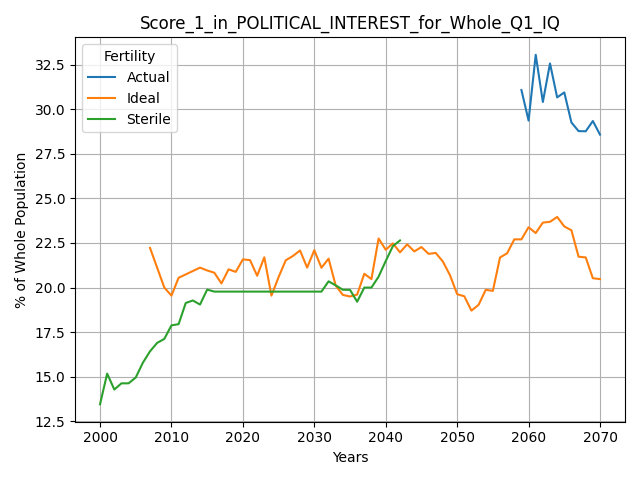 Score_1_in_POLITICAL_INTEREST_for_Whole_Q1_IQ
Fertility
Actual
Ideal
Sterile
% of Whole Population
32.5
30.0
27.5
25.0
22.5
20.0
17.5
15.0
12.5
2000 2010 2020 2030 2040 2050 2060 2070
Years